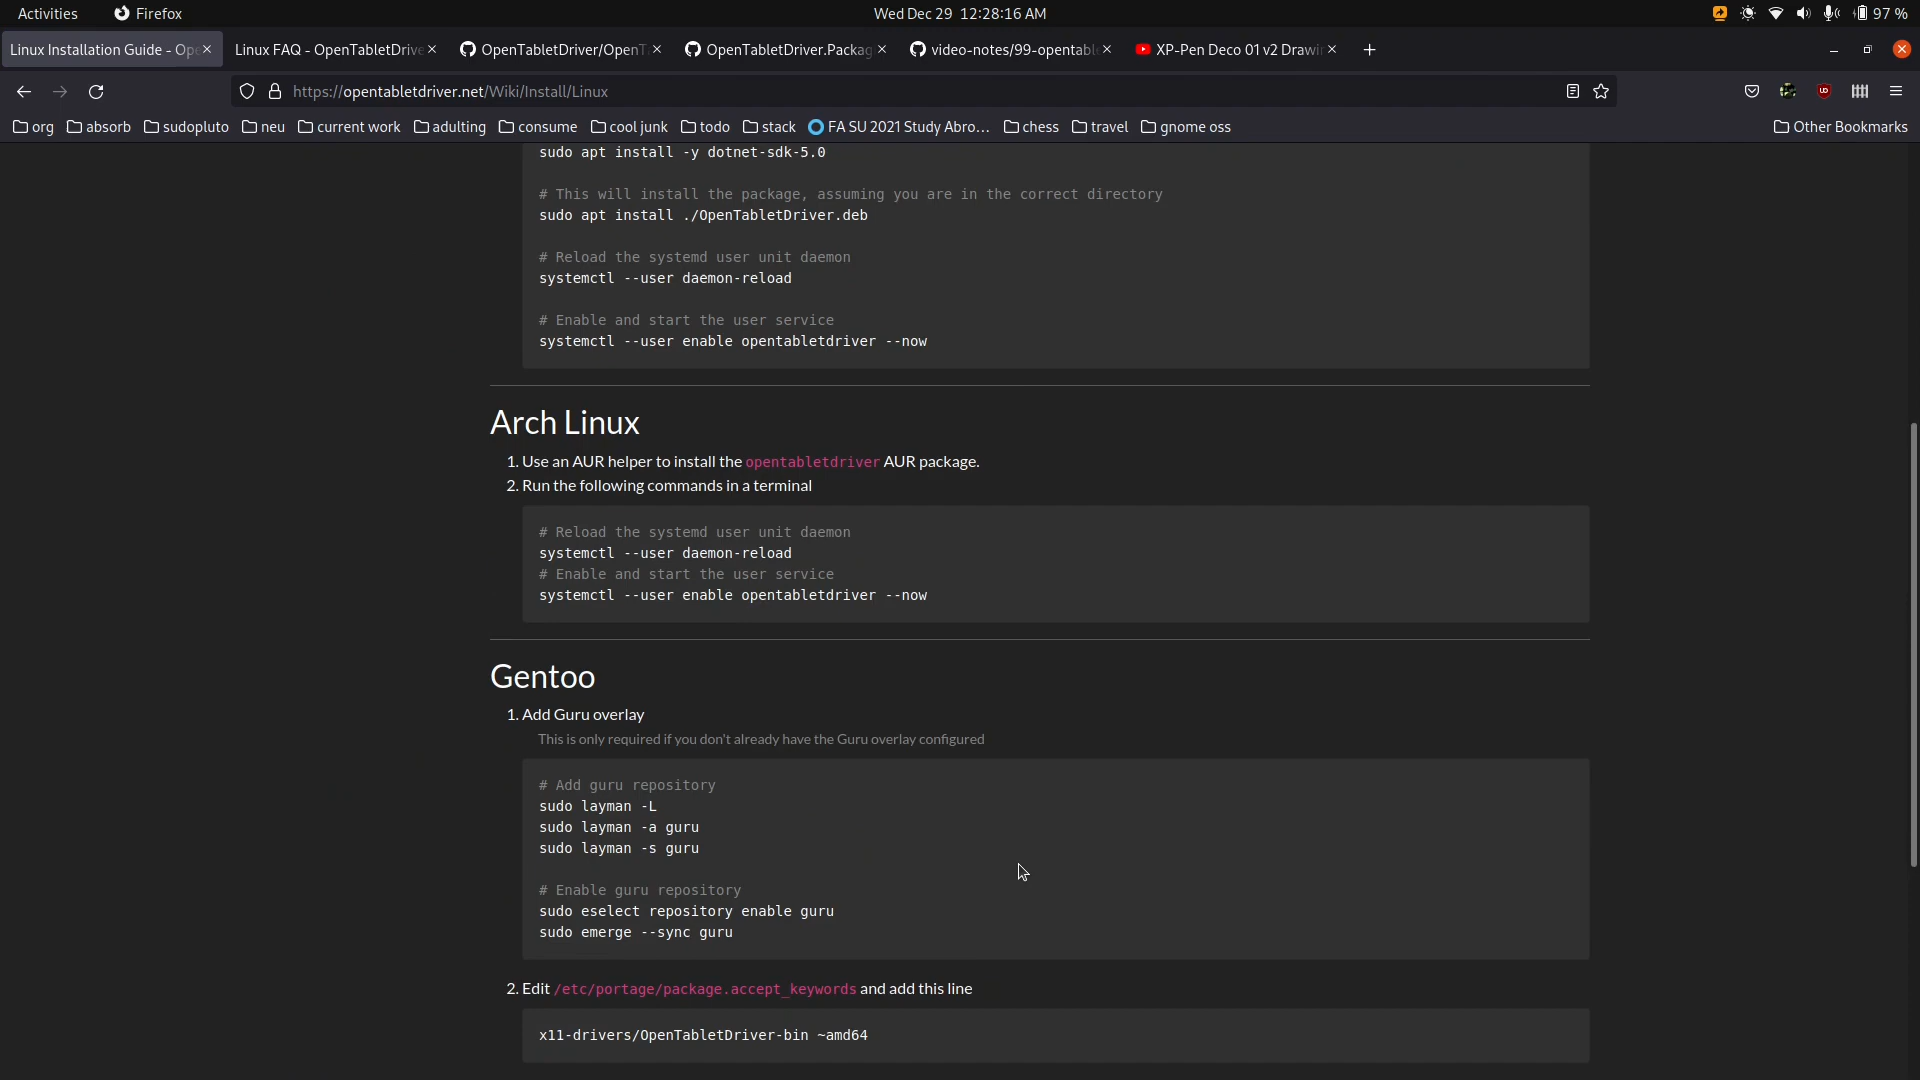 Activities
Firefox
Wed Dec 29 12:28:16 AM
97 %
Linux Installation Guide - Op
Linux FAQ - OpenTabletDrive
OpenTabletDriver/OpenT
OpenTabletDriver.Packag
video-notes/99-opentabl
XP-Pen Deco 01 v2 Drawi
https://opentabletdriver.net/Wiki/Install/Linux
org
absorb
sudopluto
neu
current work
adulting
consume
cool junk
todo
stack
FA SU 2021 Study Abro…
chess
travel
gnome oss
Other Bookmarks
sudo apt install -y dotnet-sdk-5.0
# This will install the package, assuming you are in the correct directory
sudo apt install ./OpenTabletDriver.deb
# Reload the systemd user unit daemon
systemctl --user daemon-reload
# Enable and start the user service
systemctl --user enable opentabletdriver --now
Arch Linux
1. Use an AUR helper to install the opentabletdriver AUR package.
2. Run the following commands in a terminal
# Reload the systemd user unit daemon
systemctl --user daemon-reload
# Enable and start the user service
systemctl --user enable opentabletdriver --now
Gentoo
1. Add Guru overlay
This is only required if you don't already have the Guru overlay configured
# Add guru repository
sudo layman -L
sudo layman -a guru
sudo layman -s guru
# Enable guru repository
sudo eselect repository enable guru
sudo emerge --sync guru
2. Edit /etc/portage/package.accept_keywords and add this line
x11-drivers/OpenTabletDriver-bin ~amd64